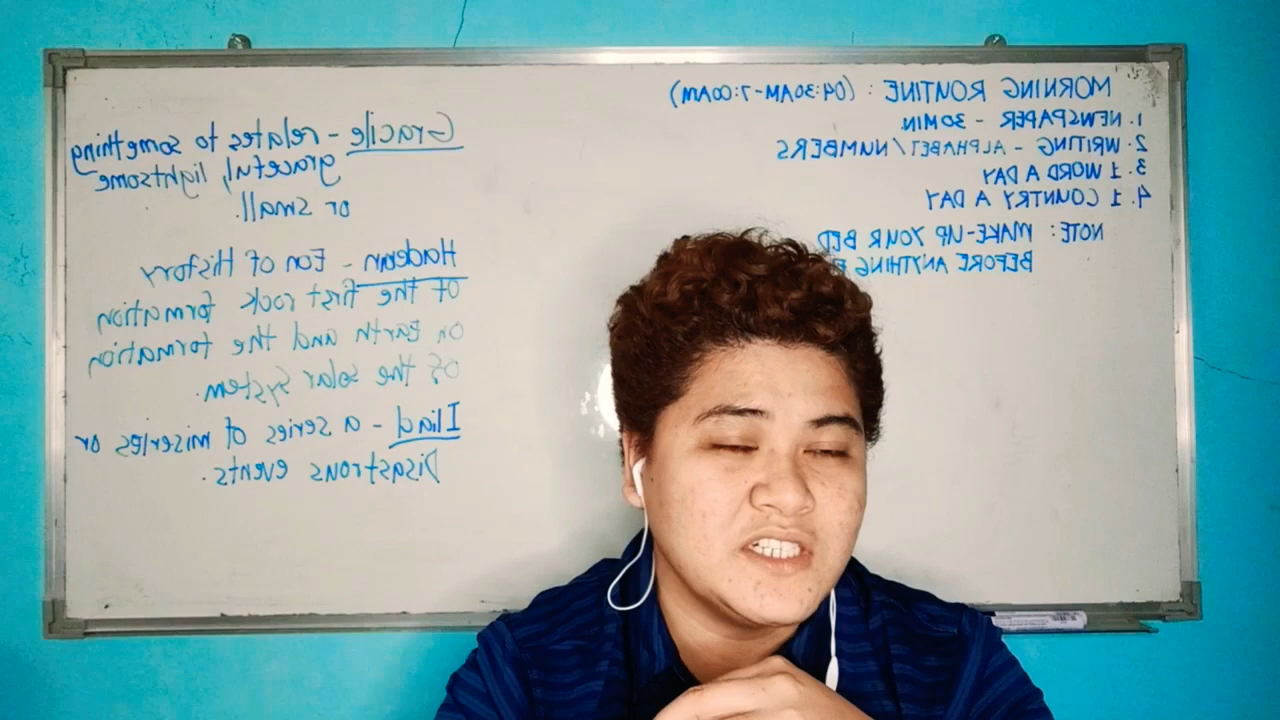 MORNING ROUTINE : (04:30AM-7:00AM)
1. NEWSPAPER - 30MIN
2. WRITING - ALPHABET/NUMBERS
3. 1 WORD A DAY
4. 1 COUNTRY A DAY
NOTE: MAKE-UP YOUR BED
BEFORE ANYTHING
Gracile - relates to something
graceful, lightsome
or small.
Hadean - Eon of History
of the first rock formation
on Earth and the formation
of the solar system.
Iliad - a series of miseries or
Disastrous events.